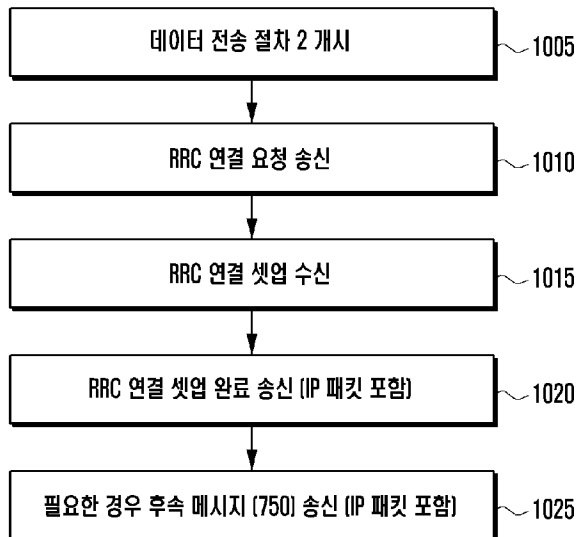 데이터 전송 절차 2 개시
1005
RRC 연결 요청 송신
1010
RRC 연결 셋업 수신
1015
RRC 연결 셋업 완료 송신 (IP 패킷 포함)
1020
필요한 경우 후속 메시지 (750) 송신 (IP 패킷 포함)
1025